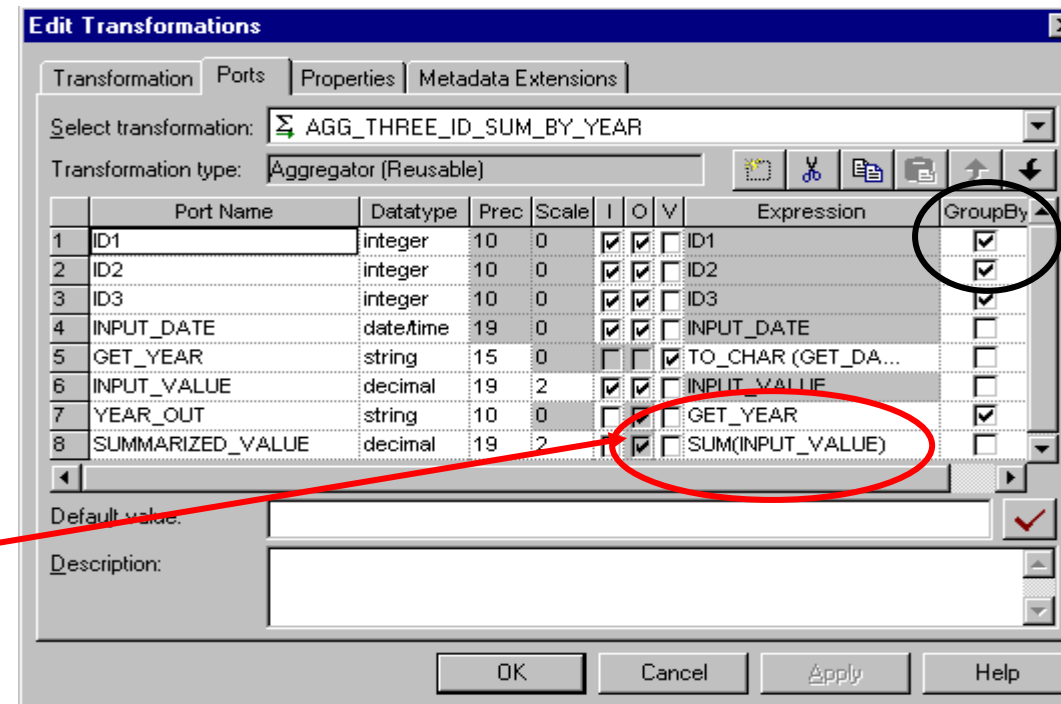 Edit Transformations
Transformation Ports Properties Metadata Extensions
Select transformation: AGG_THREE_ID_SUM_BY_YEAR
Transformation type: Aggregator (Reusable)
Port Name Datatype Prec Scale I O V Expression GroupBy
1 ID1 integer 10 0 ID1
2 ID2 integer 10 0 ID2
3 ID3 integer 10 0 ID3
4 INPUT_DATE date/time 19 0 INPUT_DATE
5 GET_YEAR string 15 0 TO_CHAR (GET_DA...
6 INPUT_VALUE decimal 19 2 INPUT_VALUE
7 YEAR_OUT string 10 0 GET_YEAR
8 SUMMARIZED_VALUE decimal 19 2 SUM(INPUT_VALUE)
Default value:
Description:
OK Cancel Apply Help